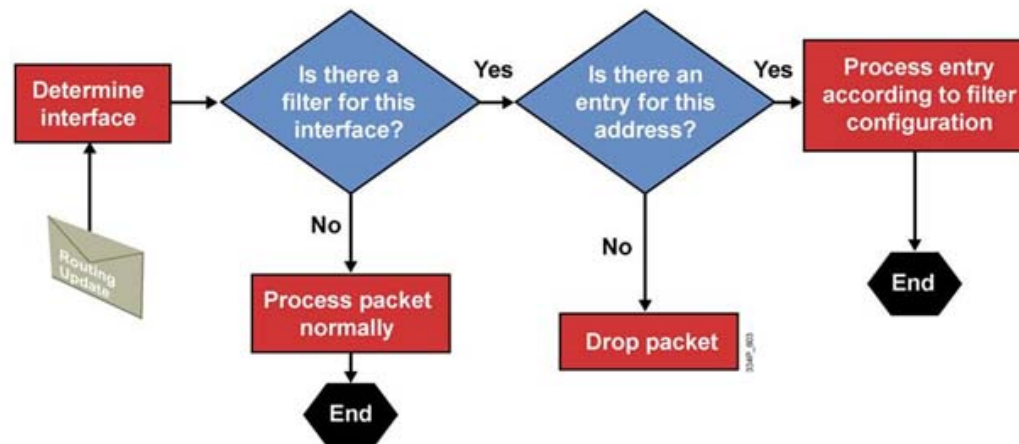 Routing
Update
Determine
interface
Is there a
filter for this
interface?
Yes
No
Process packet
normally
End
Is there an
entry for this
address?
Yes
No
Drop packet
Process entry
according to filter
configuration
End
334P_603